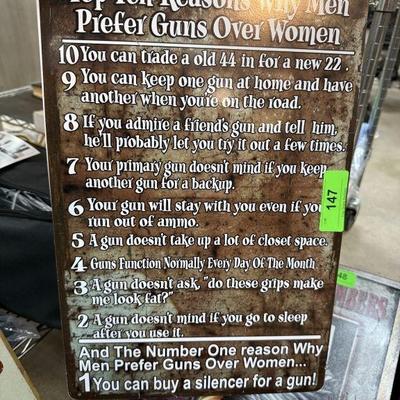 Top Ten Reasons Why Men
Prefer Guns Over Women
10 You can trade a old 44 in for a new 22 .
9 You can keep one gun at home and have
another when you're on the road.
8 If you admire a friend's gun and tell him,
he'll probably let you try it out a few times.
7 Your primary gun doesn't mind if you keep
another gun for a backup.
6 Your gun will stay with you even if you
run out of ammo.
5 A gun doesn't take up a lot of closet space.
4 Guns Function Normally Every Day Of The Month
3 A gun doesn't ask, "do these grips make
me look fat?"
2 A gun doesn't mind if you go to sleep
after you use it.
And The Number One reason Why
Men Prefer Guns Over Women...
1 You can buy a silencer for a gun!
147